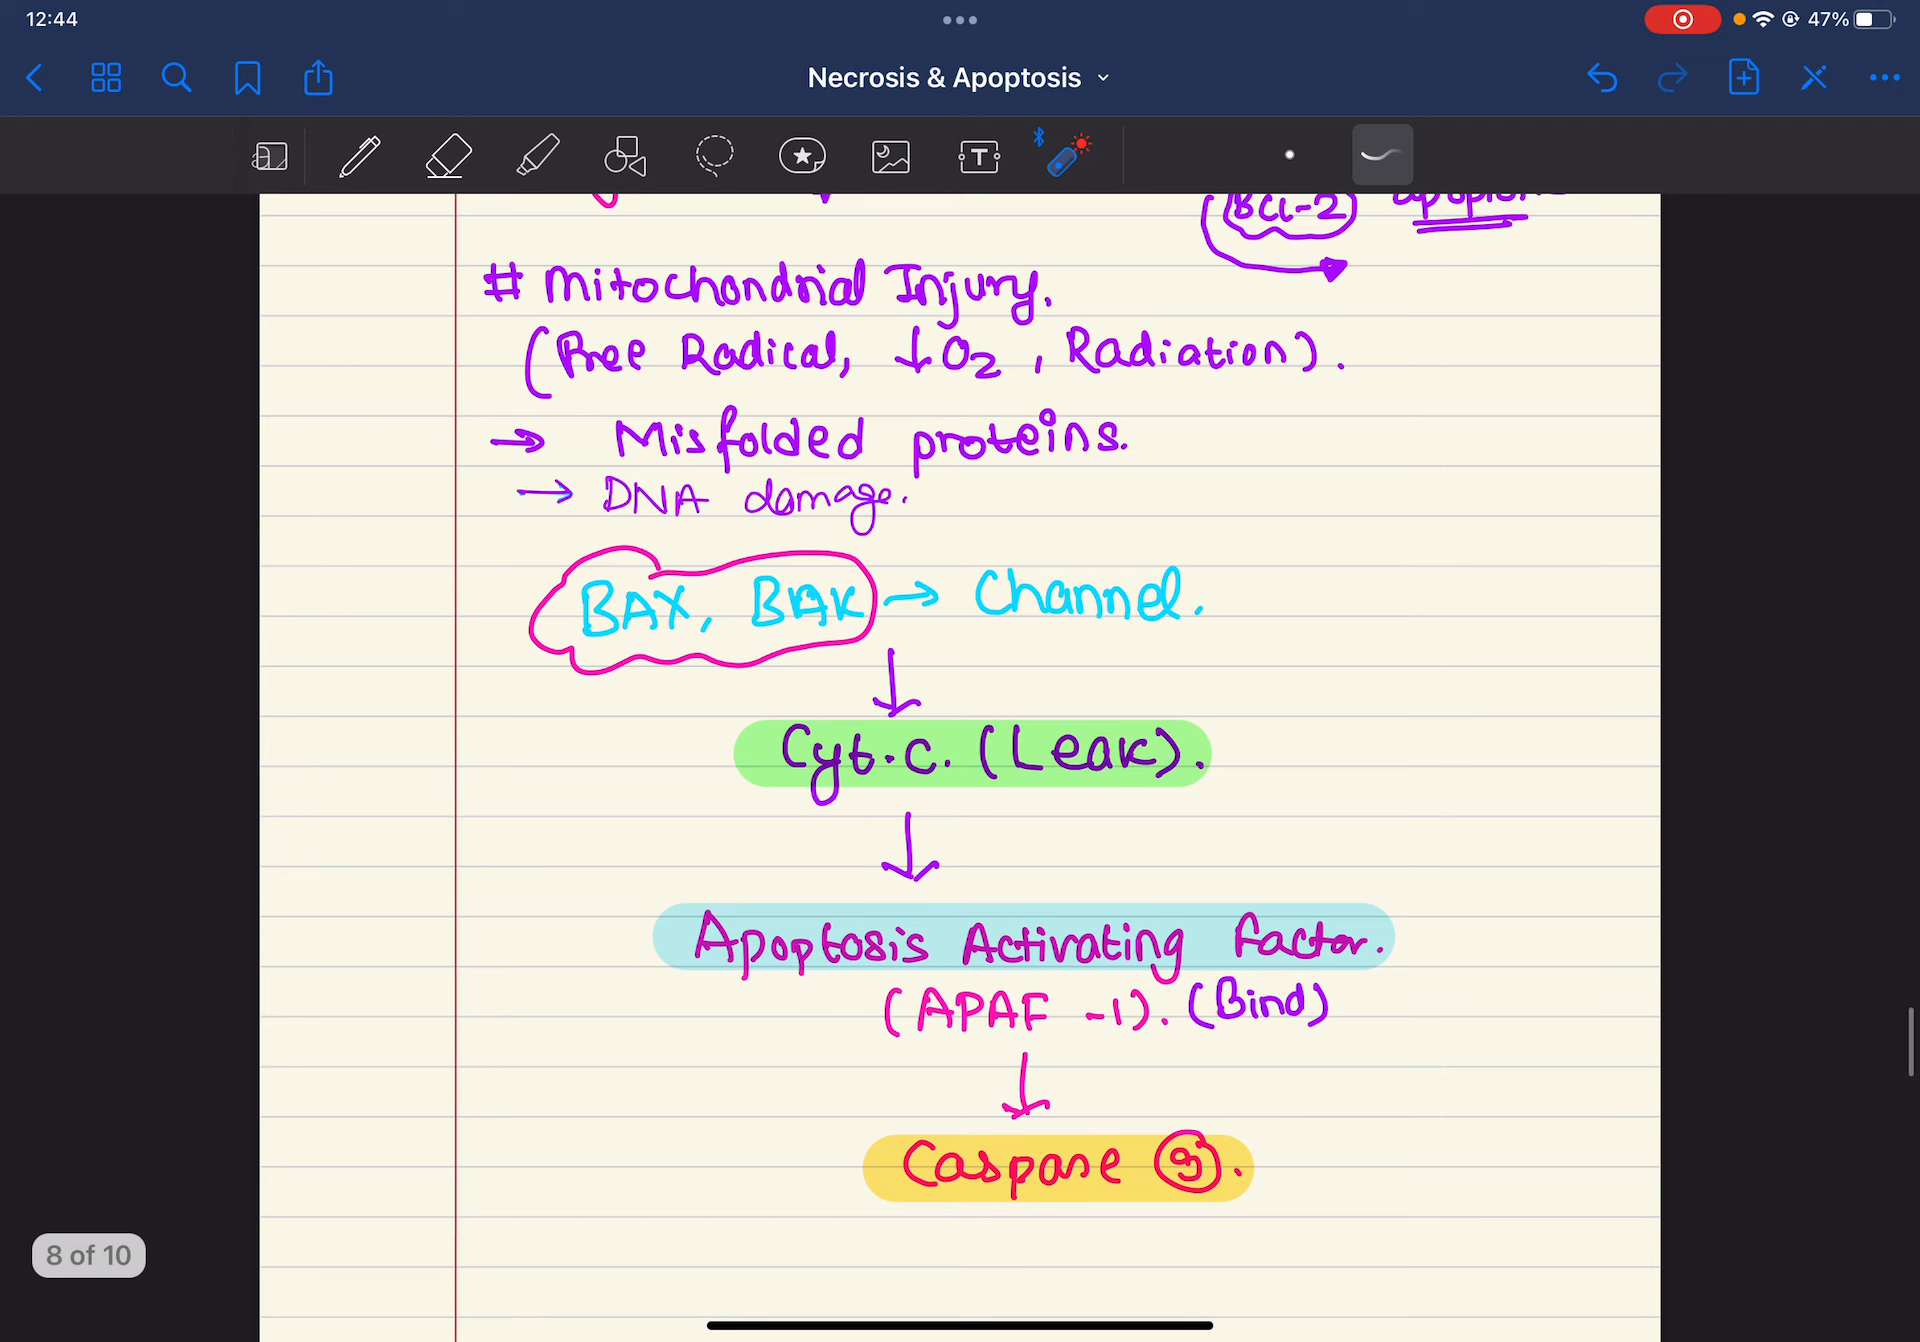 12:44
47%
Necrosis & Apoptosis
T
(BCL-2)
# Mitochondrial Injury.
(Free Radical, ↓O2, Radiation).
→ Misfolded proteins.
→ DNA damage.
BAX, BAK → Channel.
↓
Cyt.c. (Leak).
↓
Apoptosis Activating factor.
(APAF -1). (Bind)
↓
Caspase 9.
8 of 10